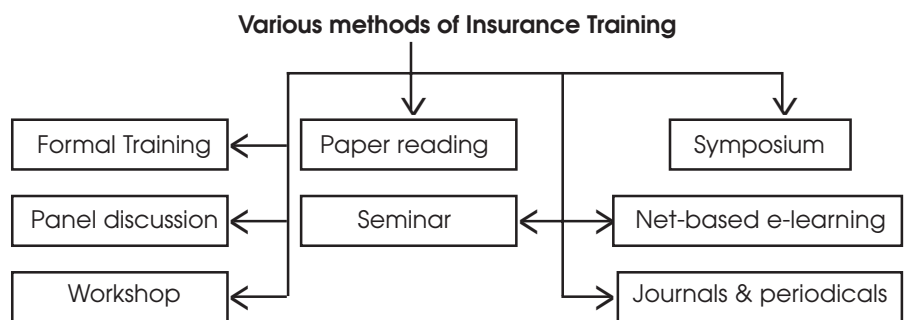 Various methods of Insurance Training
Formal Training
Paper reading
Symposium
Panel discussion
Seminar
Net-based e-learning
Workshop
Journals & periodicals